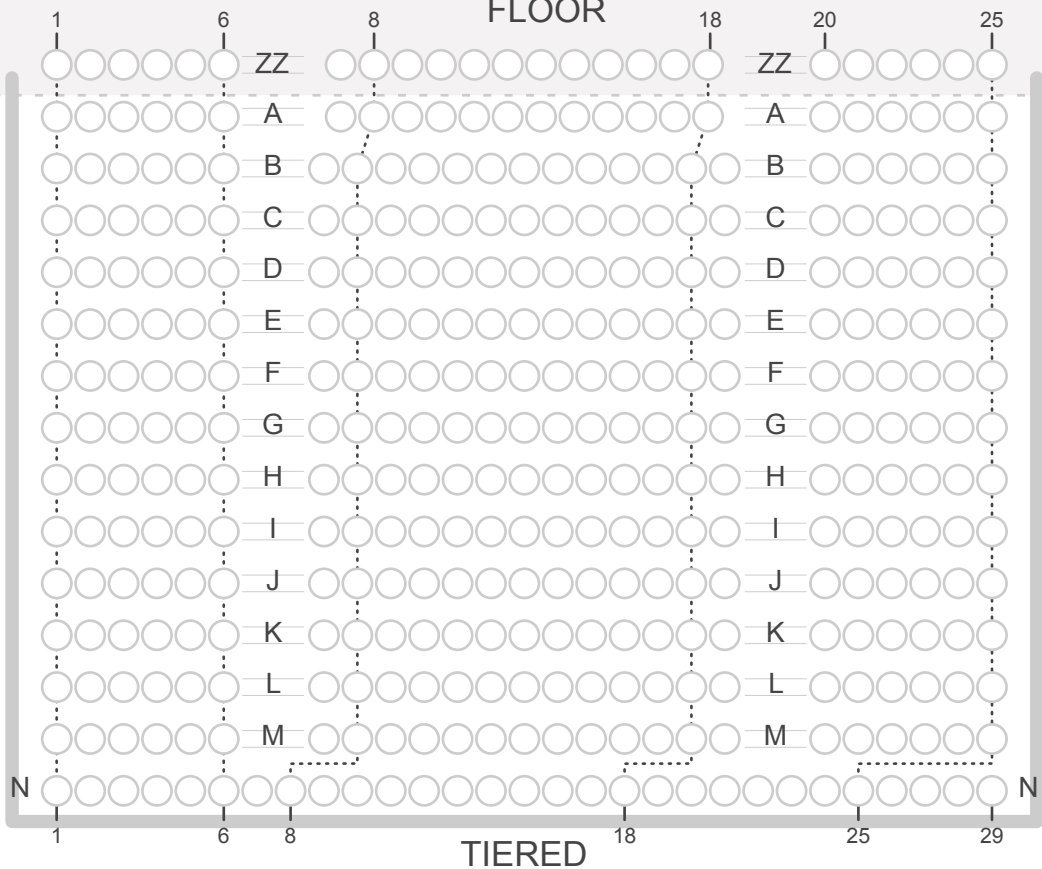 FLOOR
1 6 8 18 20 25
ZZ ZZ
A A
B B
C C
D D
E E
F F
G G
H H
I I
J J
K K
L L
M M
N N
1 6 8 18 25 29
TIERED